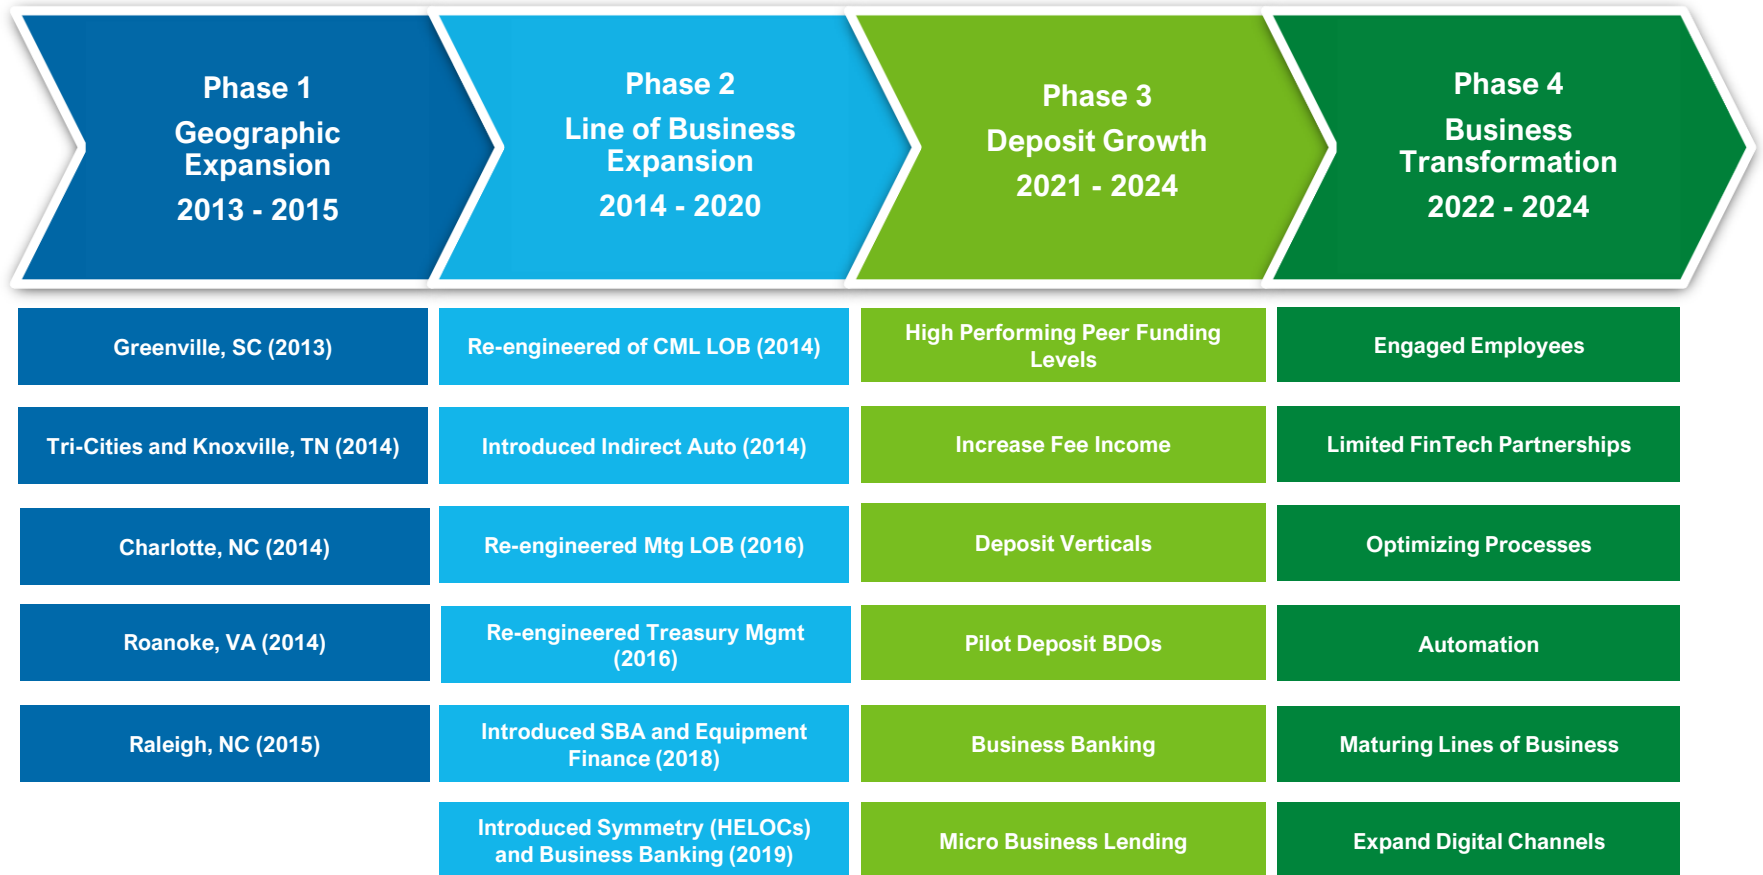 Phase 1
Geographic
Expansion
2013 - 2015
Phase 2
Line of Business
Expansion
2014 - 2020
Phase 3
Deposit Growth
2021 - 2024
Phase 4
Business
Transformation
2022 - 2024
Greenville, SC (2013)
Tri-Cities and Knoxville, TN (2014)
Charlotte, NC (2014)
Roanoke, VA (2014)
Raleigh, NC (2015)
Re-engineered of CML LOB (2014)
Introduced Indirect Auto (2014)
Re-engineered Mtg LOB (2016)
Re-engineered Treasury Mgmt
(2016)
Introduced SBA and Equipment
Finance (2018)
Introduced Symmetry (HELOCs)
and Business Banking (2019)
High Performing Peer Funding
Levels
Increase Fee Income
Deposit Verticals
Pilot Deposit BDOs
Business Banking
Micro Business Lending
Engaged Employees
Limited FinTech Partnerships
Optimizing Processes
Automation
Maturing Lines of Business
Expand Digital Channels